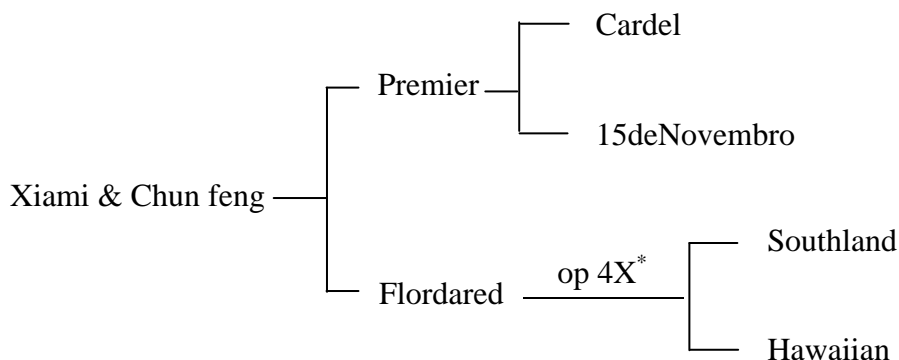 Cardel
Premier
15deNovembro
Xiami & Chun feng
Southland
op 4X*
Flordared
Hawaiian